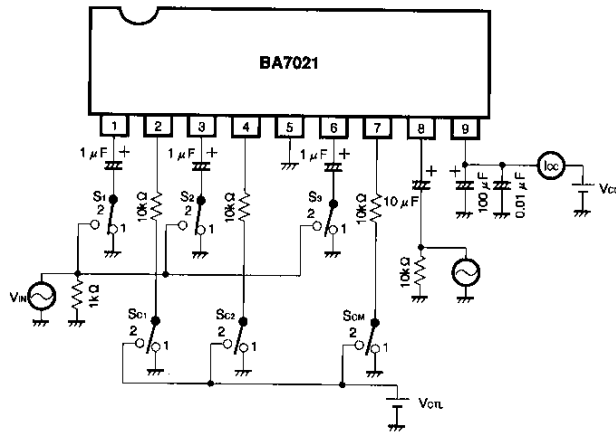 BA7021
1 2 3 4 5 6 7 8 9
1 μF + 1 μF + 1 μF + + + ICC
100 μF 0.01 μF VCC
S1 10kΩ S2 10kΩ S3 10kΩ 10 μF
2 1 2 1 2 1
VIN 1kΩ 10kΩ
SC1 SC2 SCM
2 1 2 1 2 1
VCTL